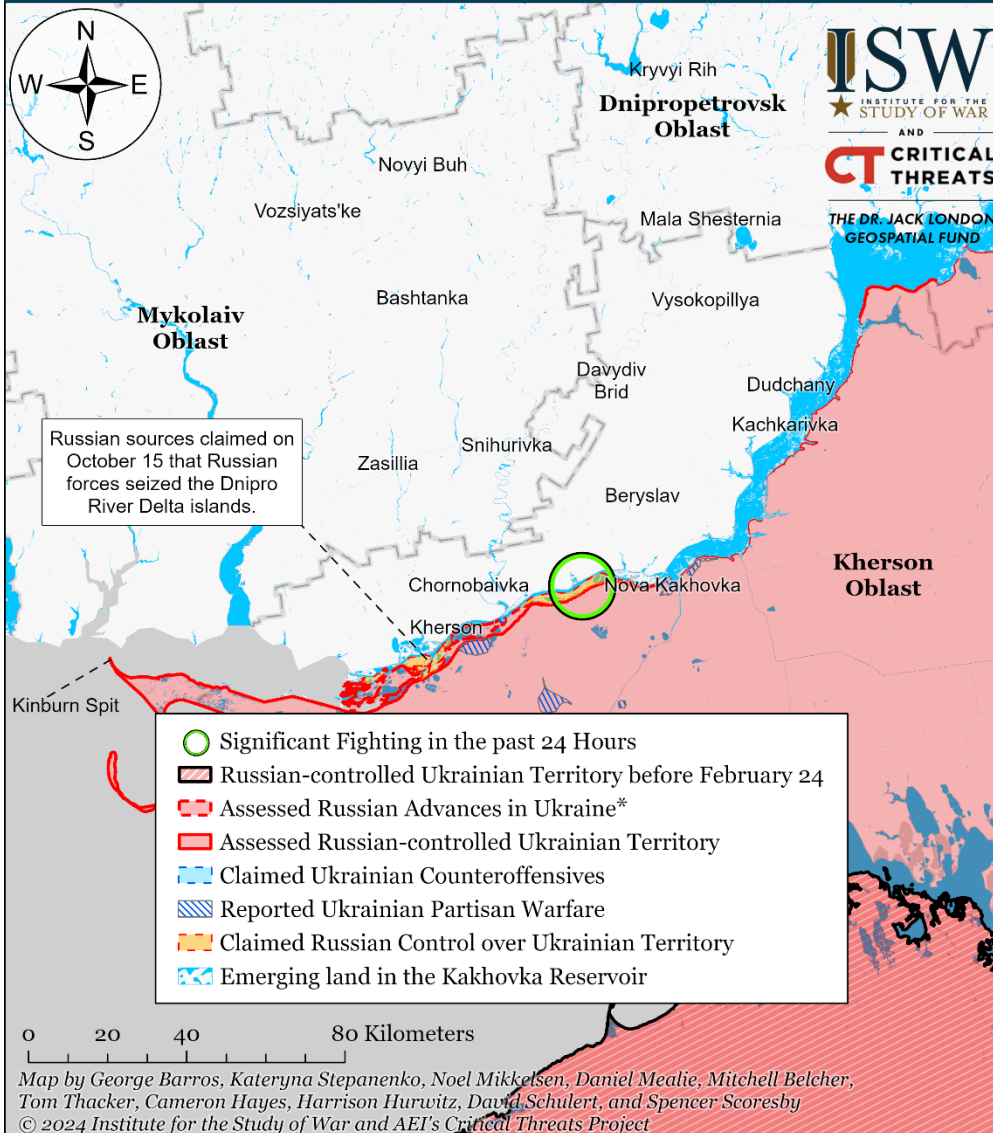 N
W
E
S
ISW
INSTITUTE FOR THE
STUDY OF WAR
AND
CT CRITICAL
THREATS
THE DR. JACK LONDON
GEOSPATIAL FUND
Kryvyi Rih
Dnipropetrovsk
Oblast
Novyi Buh
Vozsiyats'ke
Mala Shesternia
Bashtanka
Vysokopillya
Mykolaiv
Oblast
Davydiv
Brid
Dudchany
Kachkarivka
Russian sources claimed on
October 15 that Russian
forces seized the Dnipro
River Delta islands.
Snihurivka
Zasillia
Beryslav
Kherson
Oblast
Chornobaivka
Nova Kakhovka
Kherson
Kinburn Spit
Significant Fighting in the past 24 Hours
Russian-controlled Ukrainian Territory before February 24
Assessed Russian Advances in Ukraine*
Assessed Russian-controlled Ukrainian Territory
Claimed Ukrainian Counteroffensives
Reported Ukrainian Partisan Warfare
Claimed Russian Control over Ukrainian Territory
Emerging land in the Kakhovka Reservoir
0 20 40 80 Kilometers
Map by George Barros, Kateryna Stepanenko, Noel Mikkelsen, Daniel Mealie, Mitchell Belcher,
Tom Thacker, Cameron Hayes, Harrison Hurwitz, David Schulert, and Spencer Scoresby
© 2024 Institute for the Study of War and AEI's Critical Threats Project